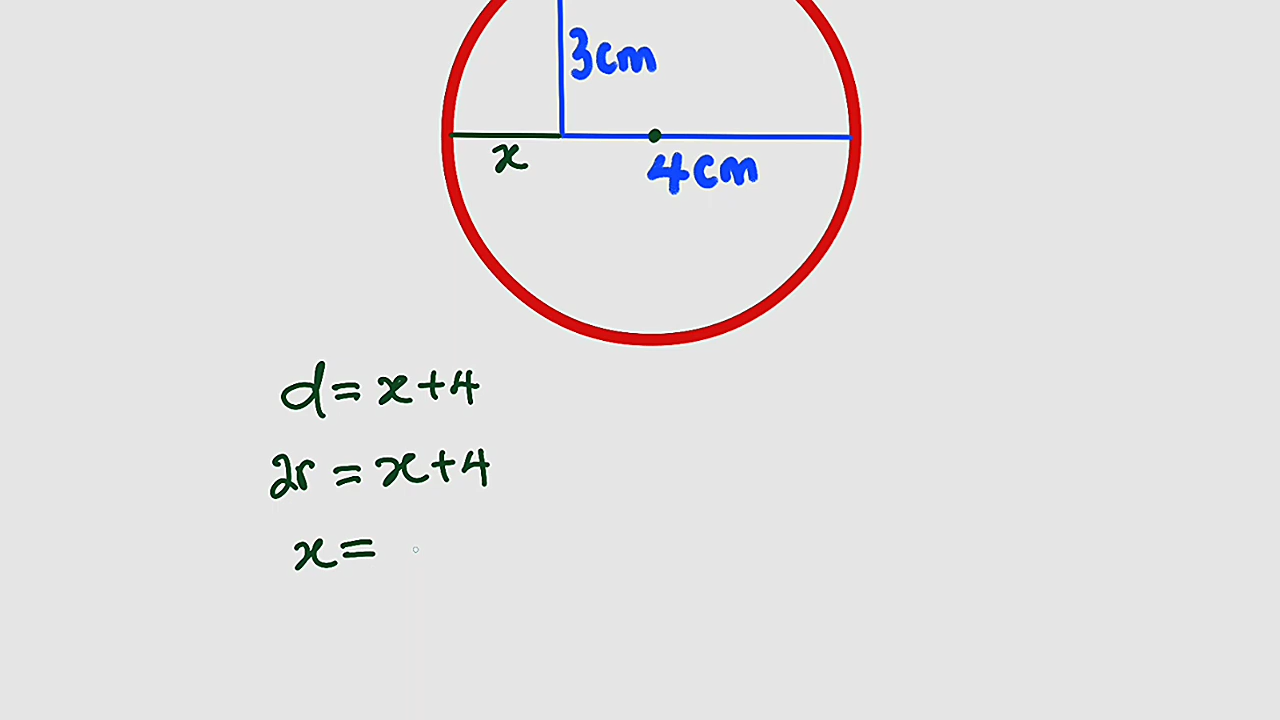 3cm
x
4cm
d = x + 4
2r = x + 4
x =